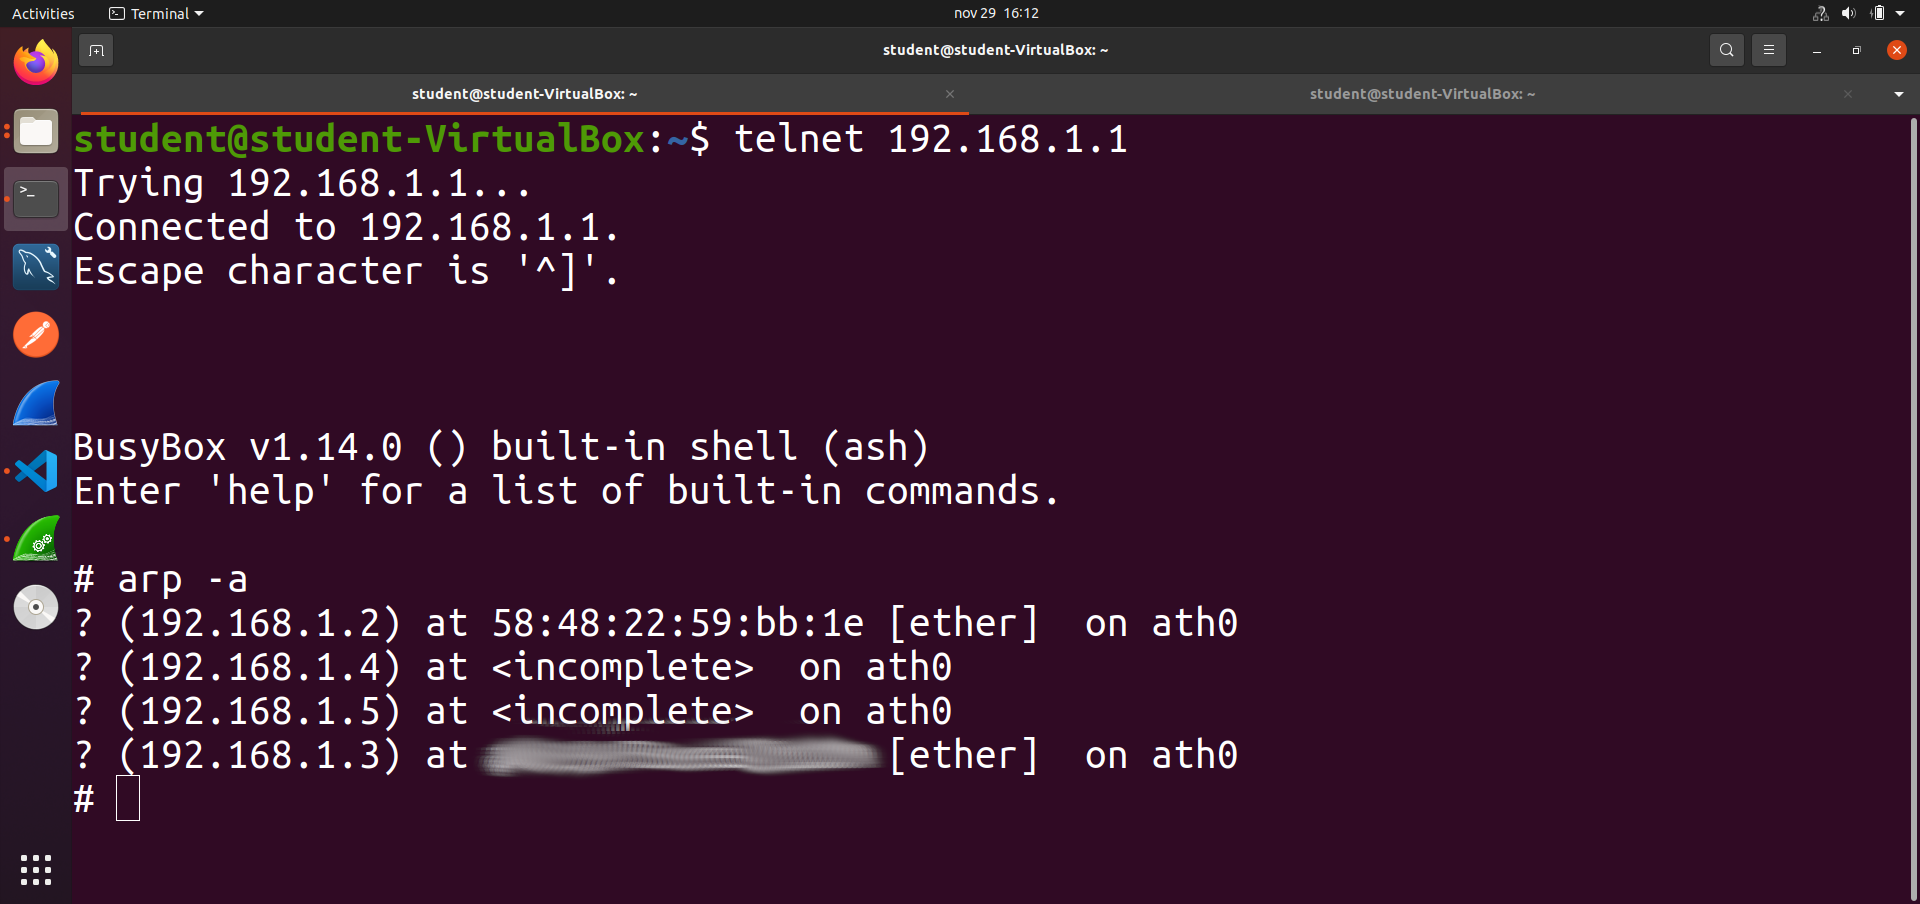 Activities
Terminal
nov 29 16:12
student@student-VirtualBox: ~
student@student-VirtualBox: ~
student@student-VirtualBox: ~
student@student-VirtualBox:~$ telnet 192.168.1.1
Trying 192.168.1.1...
Connected to 192.168.1.1.
Escape character is '^]'.
BusyBox v1.14.0 () built-in shell (ash)
Enter 'help' for a list of built-in commands.
# arp -a
? (192.168.1.2) at 58:48:22:59:bb:1e [ether]  on ath0
? (192.168.1.4) at <incomplete>  on ath0
? (192.168.1.5) at <incomplete>  on ath0
? (192.168.1.3) at [ether]  on ath0
#